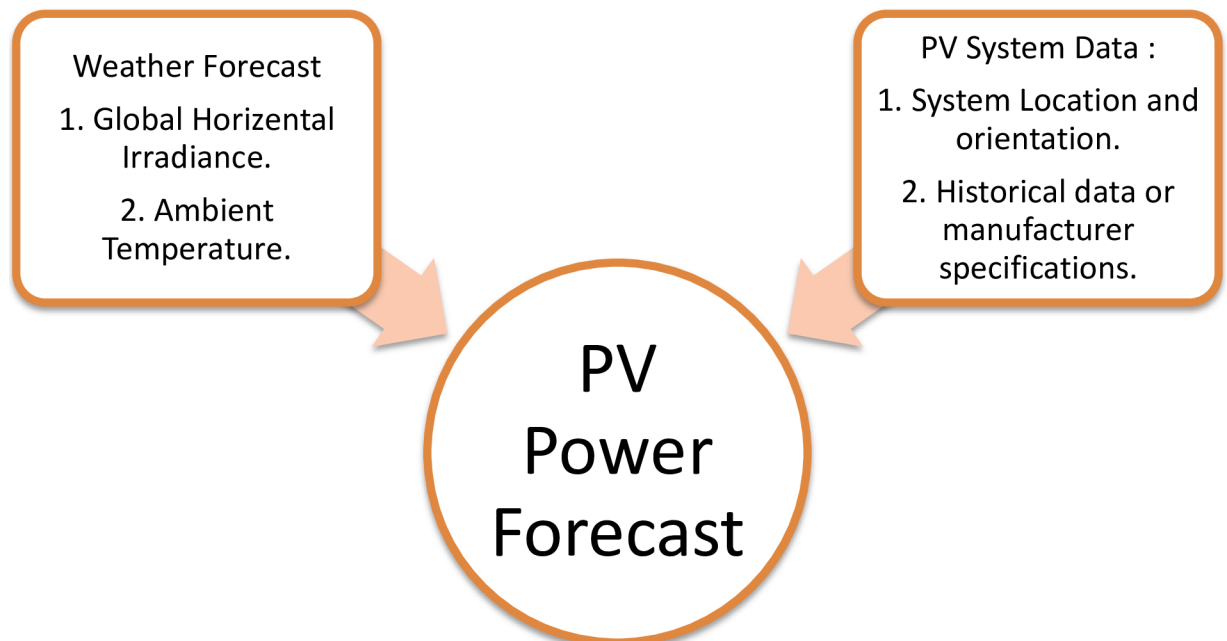 Weather Forecast
1. Global Horizental
Irradiance.
2. Ambient
Temperature.
PV System Data :
1. System Location and
orientation.
2. Historical data or
manufacturer
specifications.
PV
Power
Forecast